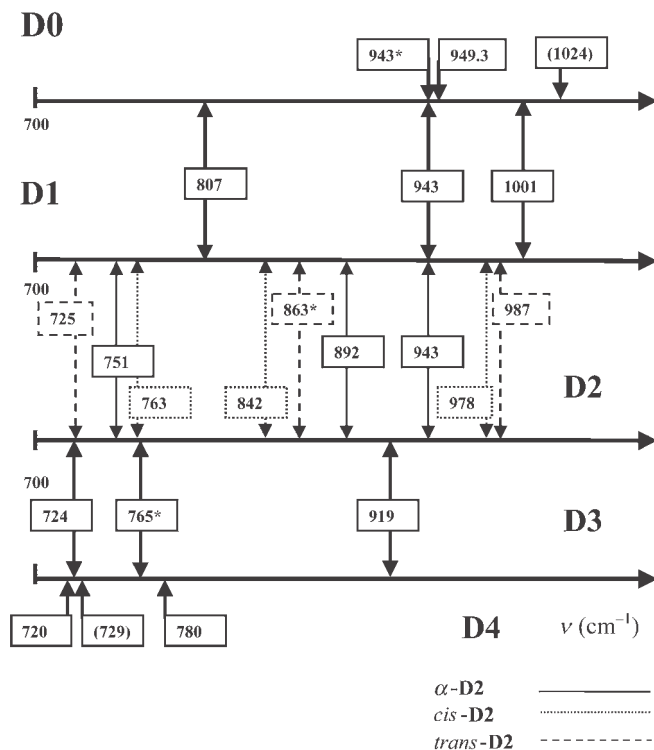 D0
943* 949.3 (1024)
700
807 943 1001
D1
700
725 863* 987
751 892 943
763 842 978
D2
700
724 765* 919
D3
720 (729) 780
D4 ν (cm⁻¹)
α-D2
cis-D2
trans-D2